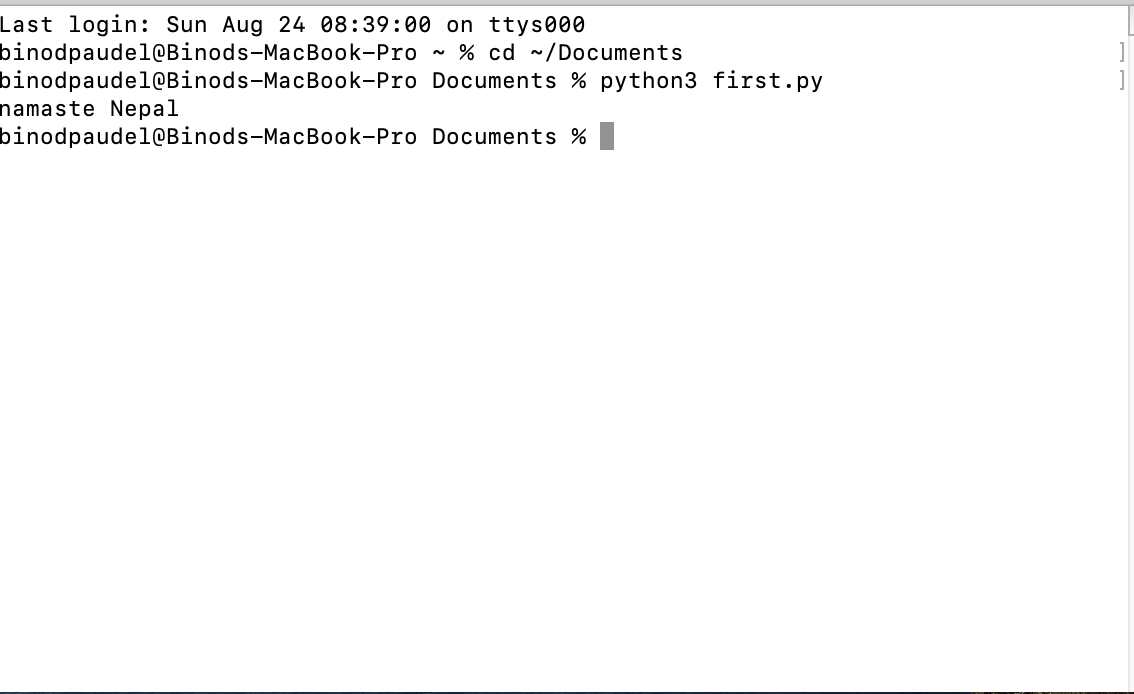 Last login: Sun Aug 24 08:39:00 on ttys000
binodpaudel@Binods-MacBook-Pro ~ % cd ~/Documents
binodpaudel@Binods-MacBook-Pro Documents % python3 first.py
namaste Nepal
binodpaudel@Binods-MacBook-Pro Documents %